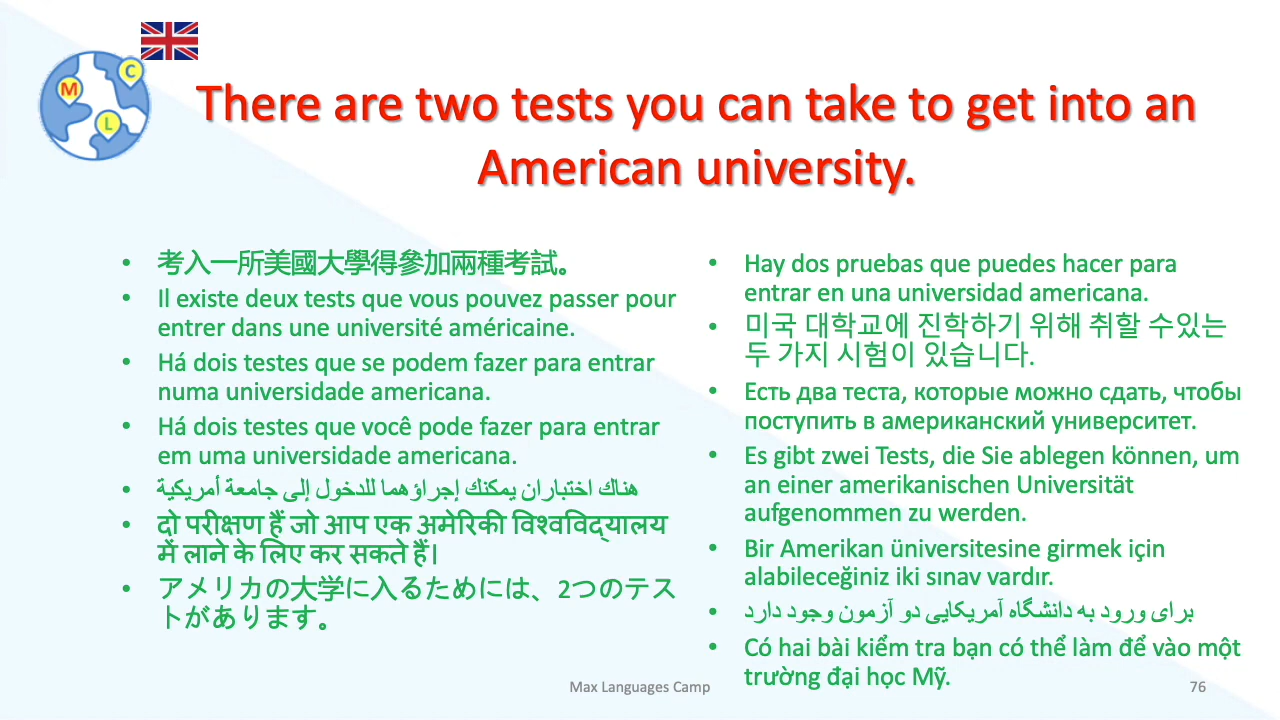 M
C
L
There are two tests you can take to get into an
American university.
• 考入一所美國大學得參加兩種考試。
• Il existe deux tests que vous pouvez passer pour
entrer dans une université américaine.
• Há dois testes que se podem fazer para entrar
numa universidade americana.
• Há dois testes que você pode fazer para entrar
em uma universidade americana.
• هناك اختباران يمكنك إجراؤهما للدخول إلى جامعة أمريكية
• दो परीक्षण हैं जो आप एक अमेरिकी विश्वविद्यालय
में लाने के लिए कर सकते हैं|
• アメリカの大学に入るためには、2つのテス
トがあります。
• Hay dos pruebas que puedes hacer para
entrar en una universidad americana.
• 미국 대학교에 진학하기 위해 취할 수있는
두 가지 시험이 있습니다.
• Есть два теста, которые можно сдать, чтобы
поступить в американский университет.
• Es gibt zwei Tests, die Sie ablegen können, um
an einer amerikanischen Universität
aufgenommen zu werden.
• Bir Amerikan üniversitesine girmek için
alabileceğiniz iki sınav vardır.
• برای ورود به دانشگاه آمریکایی دو آزمون وجود دارد
• Có hai bài kiểm tra bạn có thể làm để vào một
trường đại học Mỹ.
Max Languages Camp
76